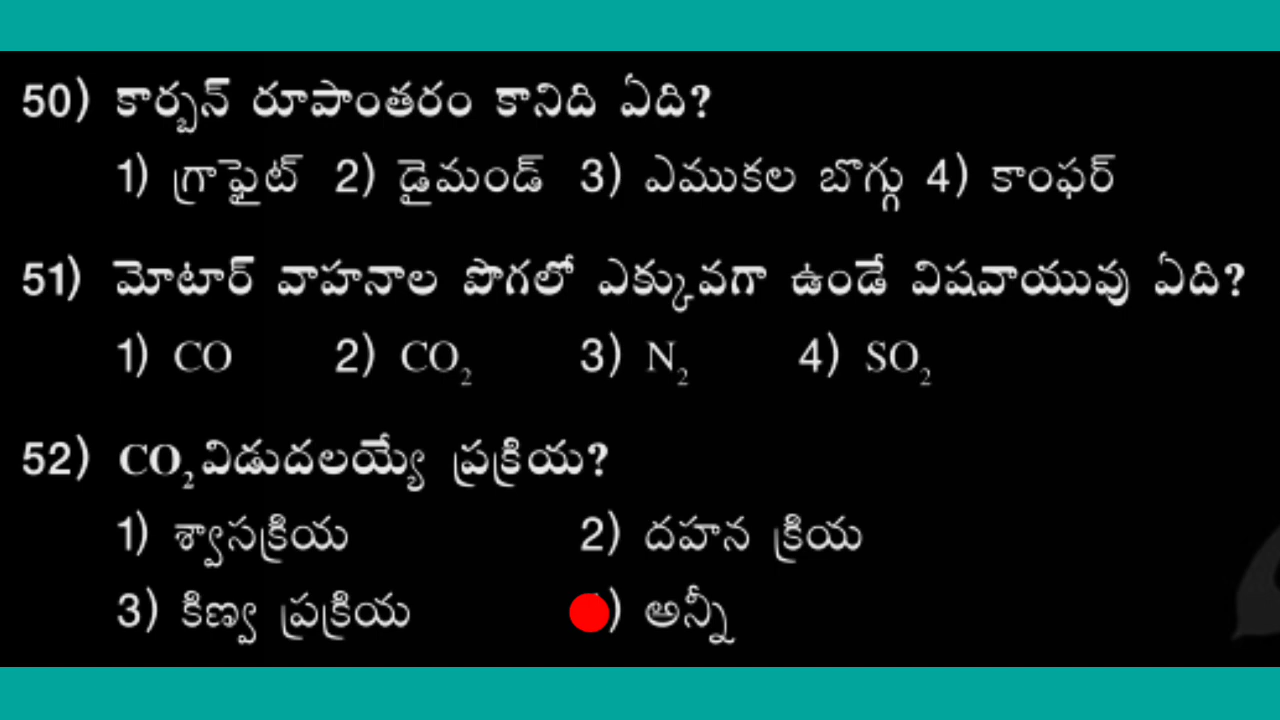 50) కార్బన్ రూపాంతరం కానిది ఏది?
1) గ్రాఫైట్ 2) డైమండ్ 3) ఎముకల బొగ్గు 4) కాంఫర్
51) మోటార్ వాహనాల పొగలో ఎక్కువగా ఉండే విషవాయువు ఏది?
1) CO 2) CO₂ 3) N₂ 4) SO₂
52) CO₂ విడుదలయ్యే ప్రక్రియ?
1) శ్వాసక్రియ 2) దహన క్రియ
3) కిణ్వ ప్రక్రియ ) అన్నీ